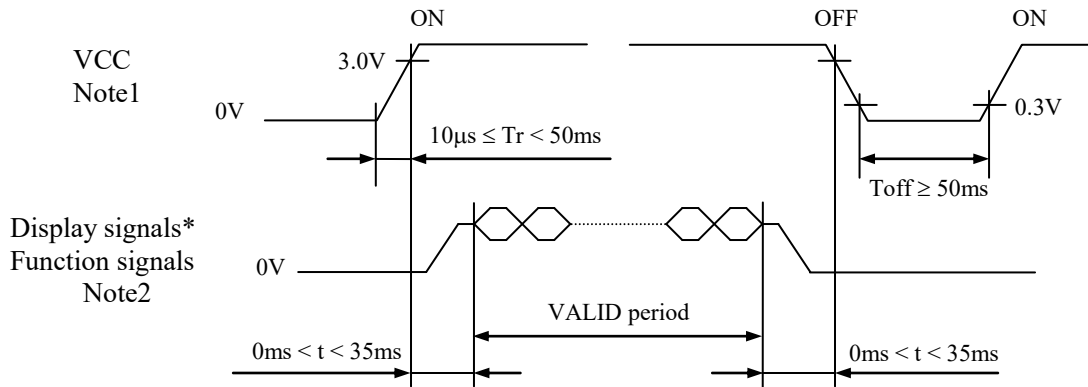 ON OFF ON
VCC
Note1
3.0V
0V
0.3V
10μs ≤ Tr < 50ms
Toff ≥ 50ms
Display signals*
Function signals
Note2
0V
VALID period
0ms < t < 35ms
0ms < t < 35ms